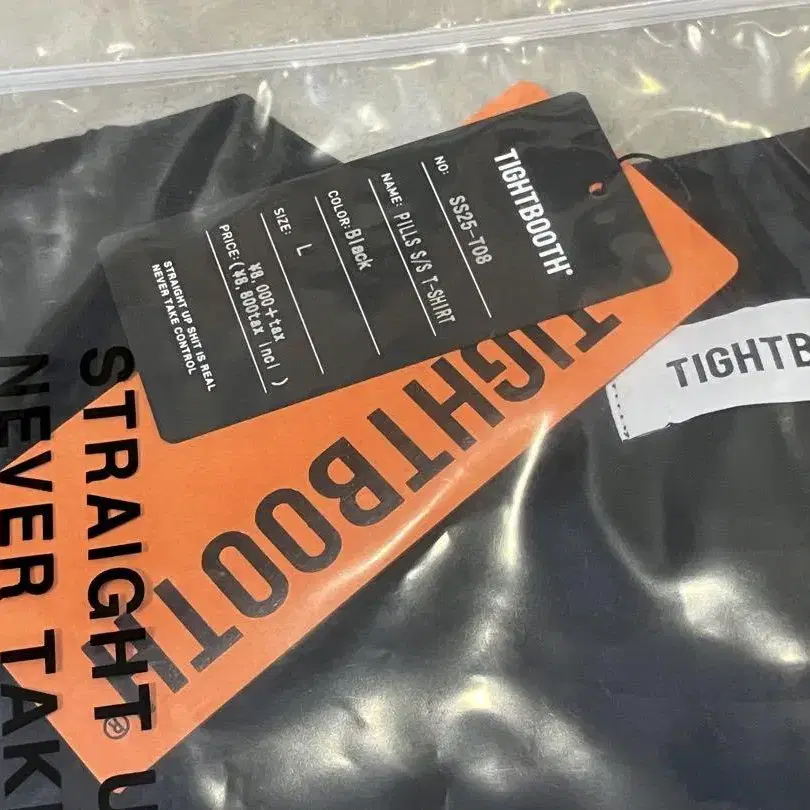 TIGHTBOOTH®
NO: SS25-T08
NAME: PILLS S/S T-SHIRT
COLOR: Black
SIZE: L
PRICE: ¥8,000+tax
(¥8,800tax incl )
STRAIGHT UP SHIT IS REAL
NEVER TAKE CONTROL
TIGHTBOOTH®
TIGHTB
STRAIGHT U
NEVER TAK